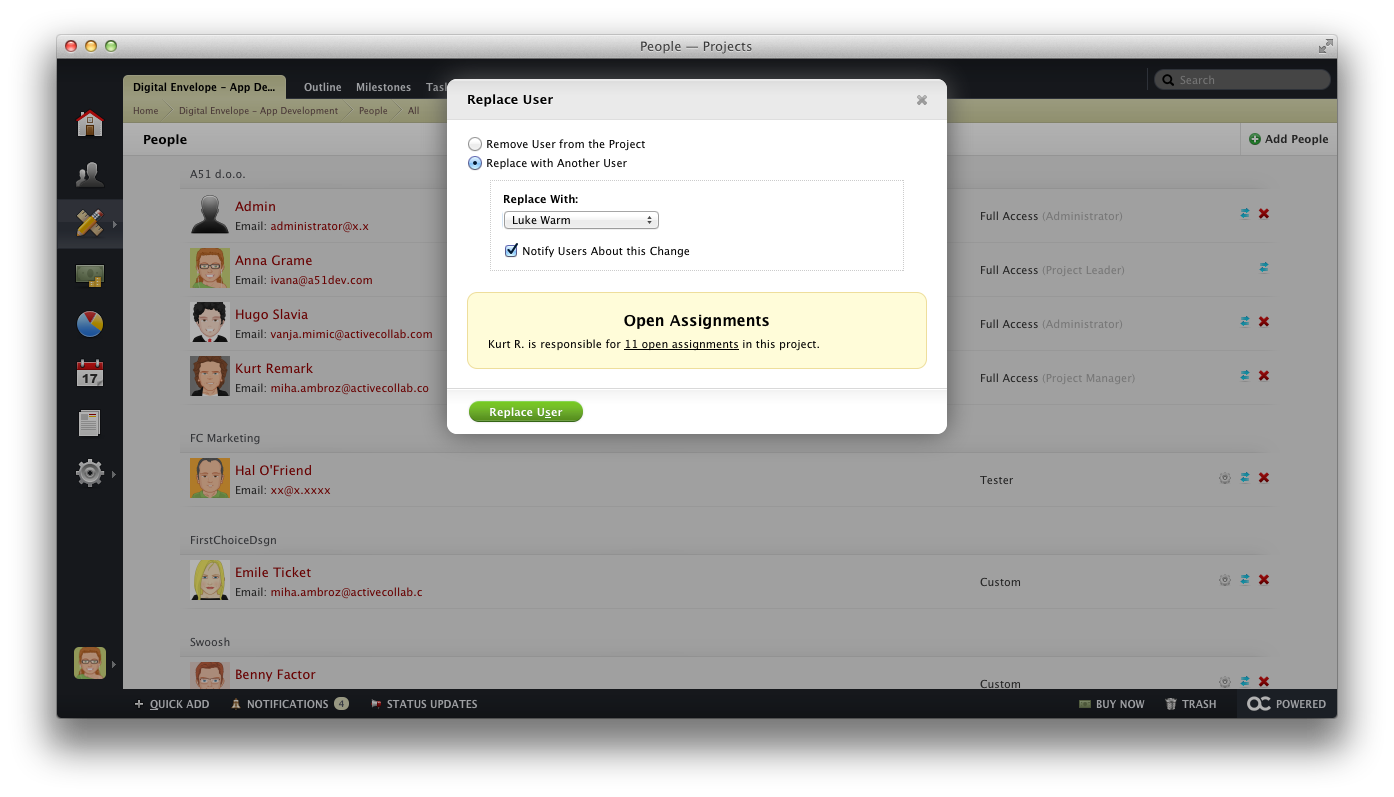 People — Projects
Digital Envelope – App De...
Outline
Milestones
Search
Home
Digital Envelope – App Development
People
All
People
Add People
Replace User
Remove User from the Project
Replace with Another User
Replace With:
Luke Warm
Notify Users About this Change
Open Assignments
Kurt R. is responsible for 11 open assignments in this project.
Replace User
A51 d.o.o.
Admin
Email: administrator@x.x
Full Access (Administrator)
Anna Grame
Email: ivana@a51dev.com
Full Access (Project Leader)
Hugo Slavia
Email: vanja.mimic@activecollab.com
Full Access (Administrator)
Kurt Remark
Email: miha.ambroz@activecollab.co
Full Access (Project Manager)
FC Marketing
Hal O'Friend
Email: xx@x.xxxx
Tester
FirstChoiceDsgn
Emile Ticket
Email: miha.ambroz@activecollab.c
Custom
Swoosh
Benny Factor
Custom
17
QUICK ADD
NOTIFICATIONS 4
STATUS UPDATES
BUY NOW
TRASH
POWERED